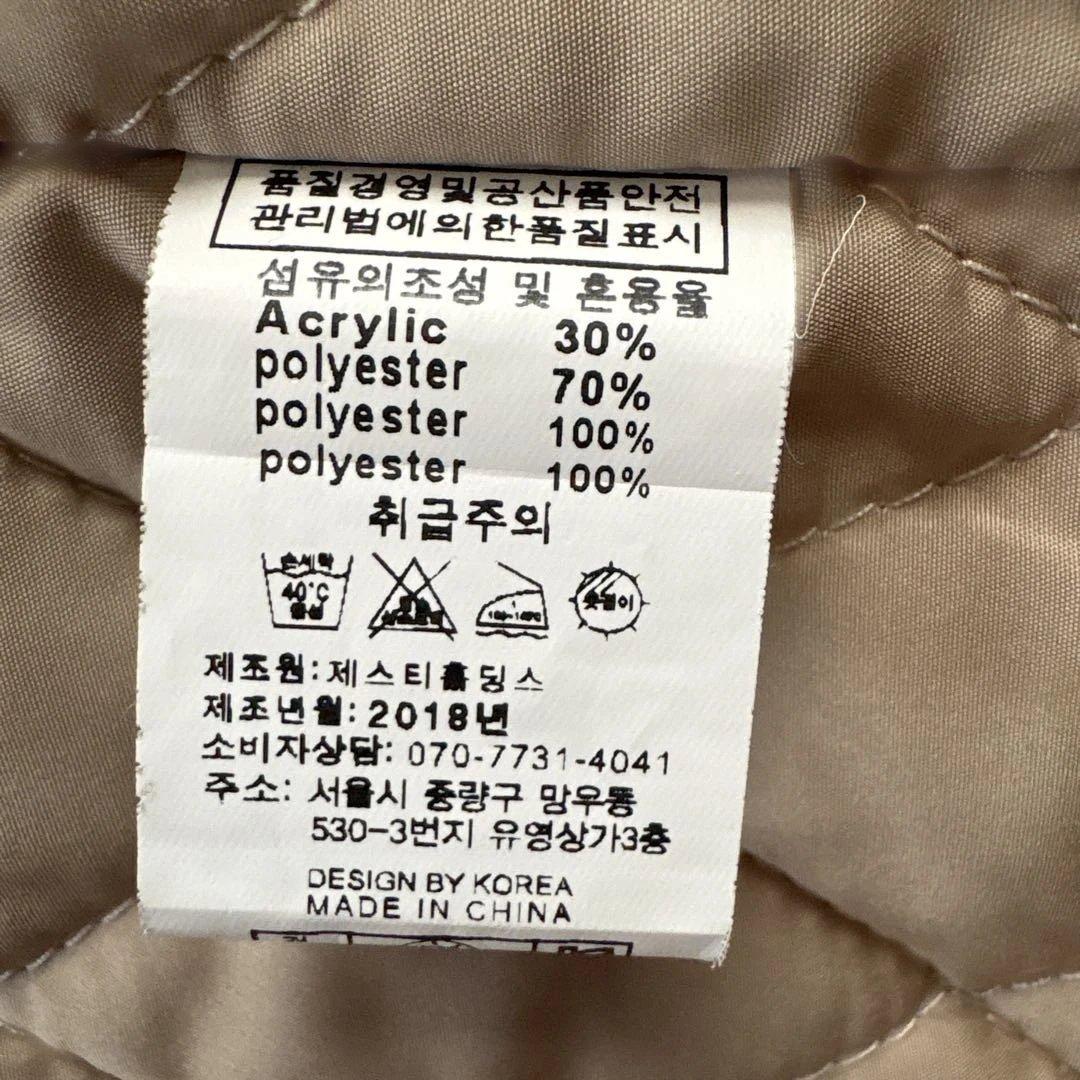 품질경영및공산품안전
관리법에의한품질표시
섬유의조성 및 혼용율
Acrylic 30%
polyester 70%
polyester 100%
polyester 100%
취급주의
손세탁
40°C
중성
옷걸이
제조원: 제스티홀딩스
제조년월: 2018년
소비자상담: 070-7731-4041
주소: 서울시 중랑구 망우동
530-3번지 유영상가3층
DESIGN BY KOREA
MADE IN CHINA